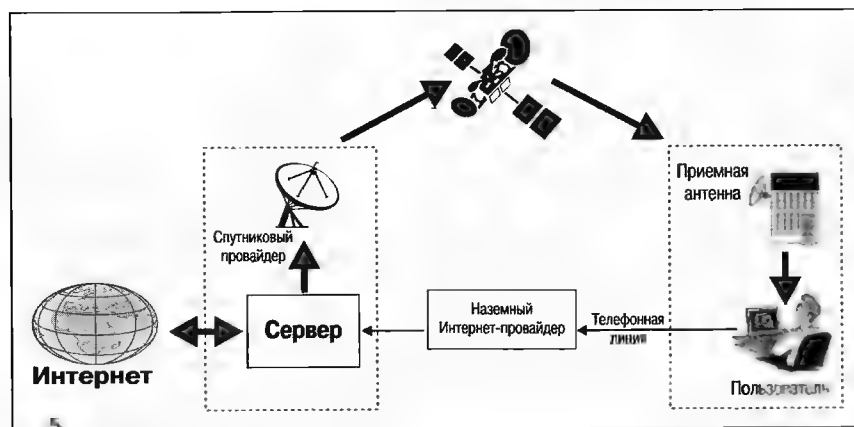 Приемная
антенна
Спутниковый
провайдер
Сервер
Наземный
Интернет-провайдер
Телефонная
линия
Интернет
Пользователь